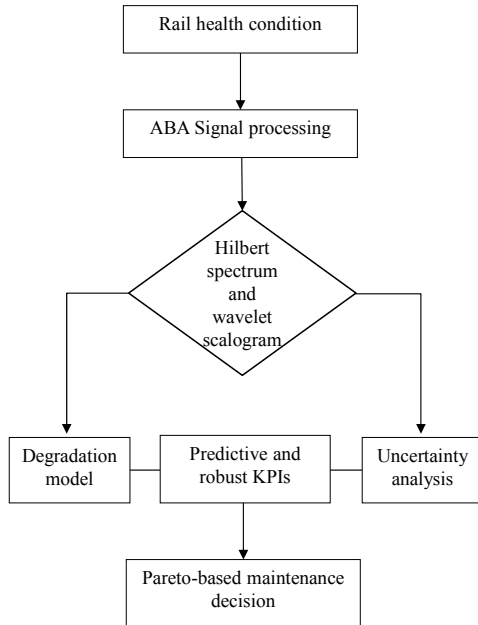 Rail health condition
ABA Signal processing
Hilbert
spectrum
and
wavelet
scalogram
Degradation
model
Predictive and
robust KPIs
Uncertainty
analysis
Pareto-based maintenance
decision